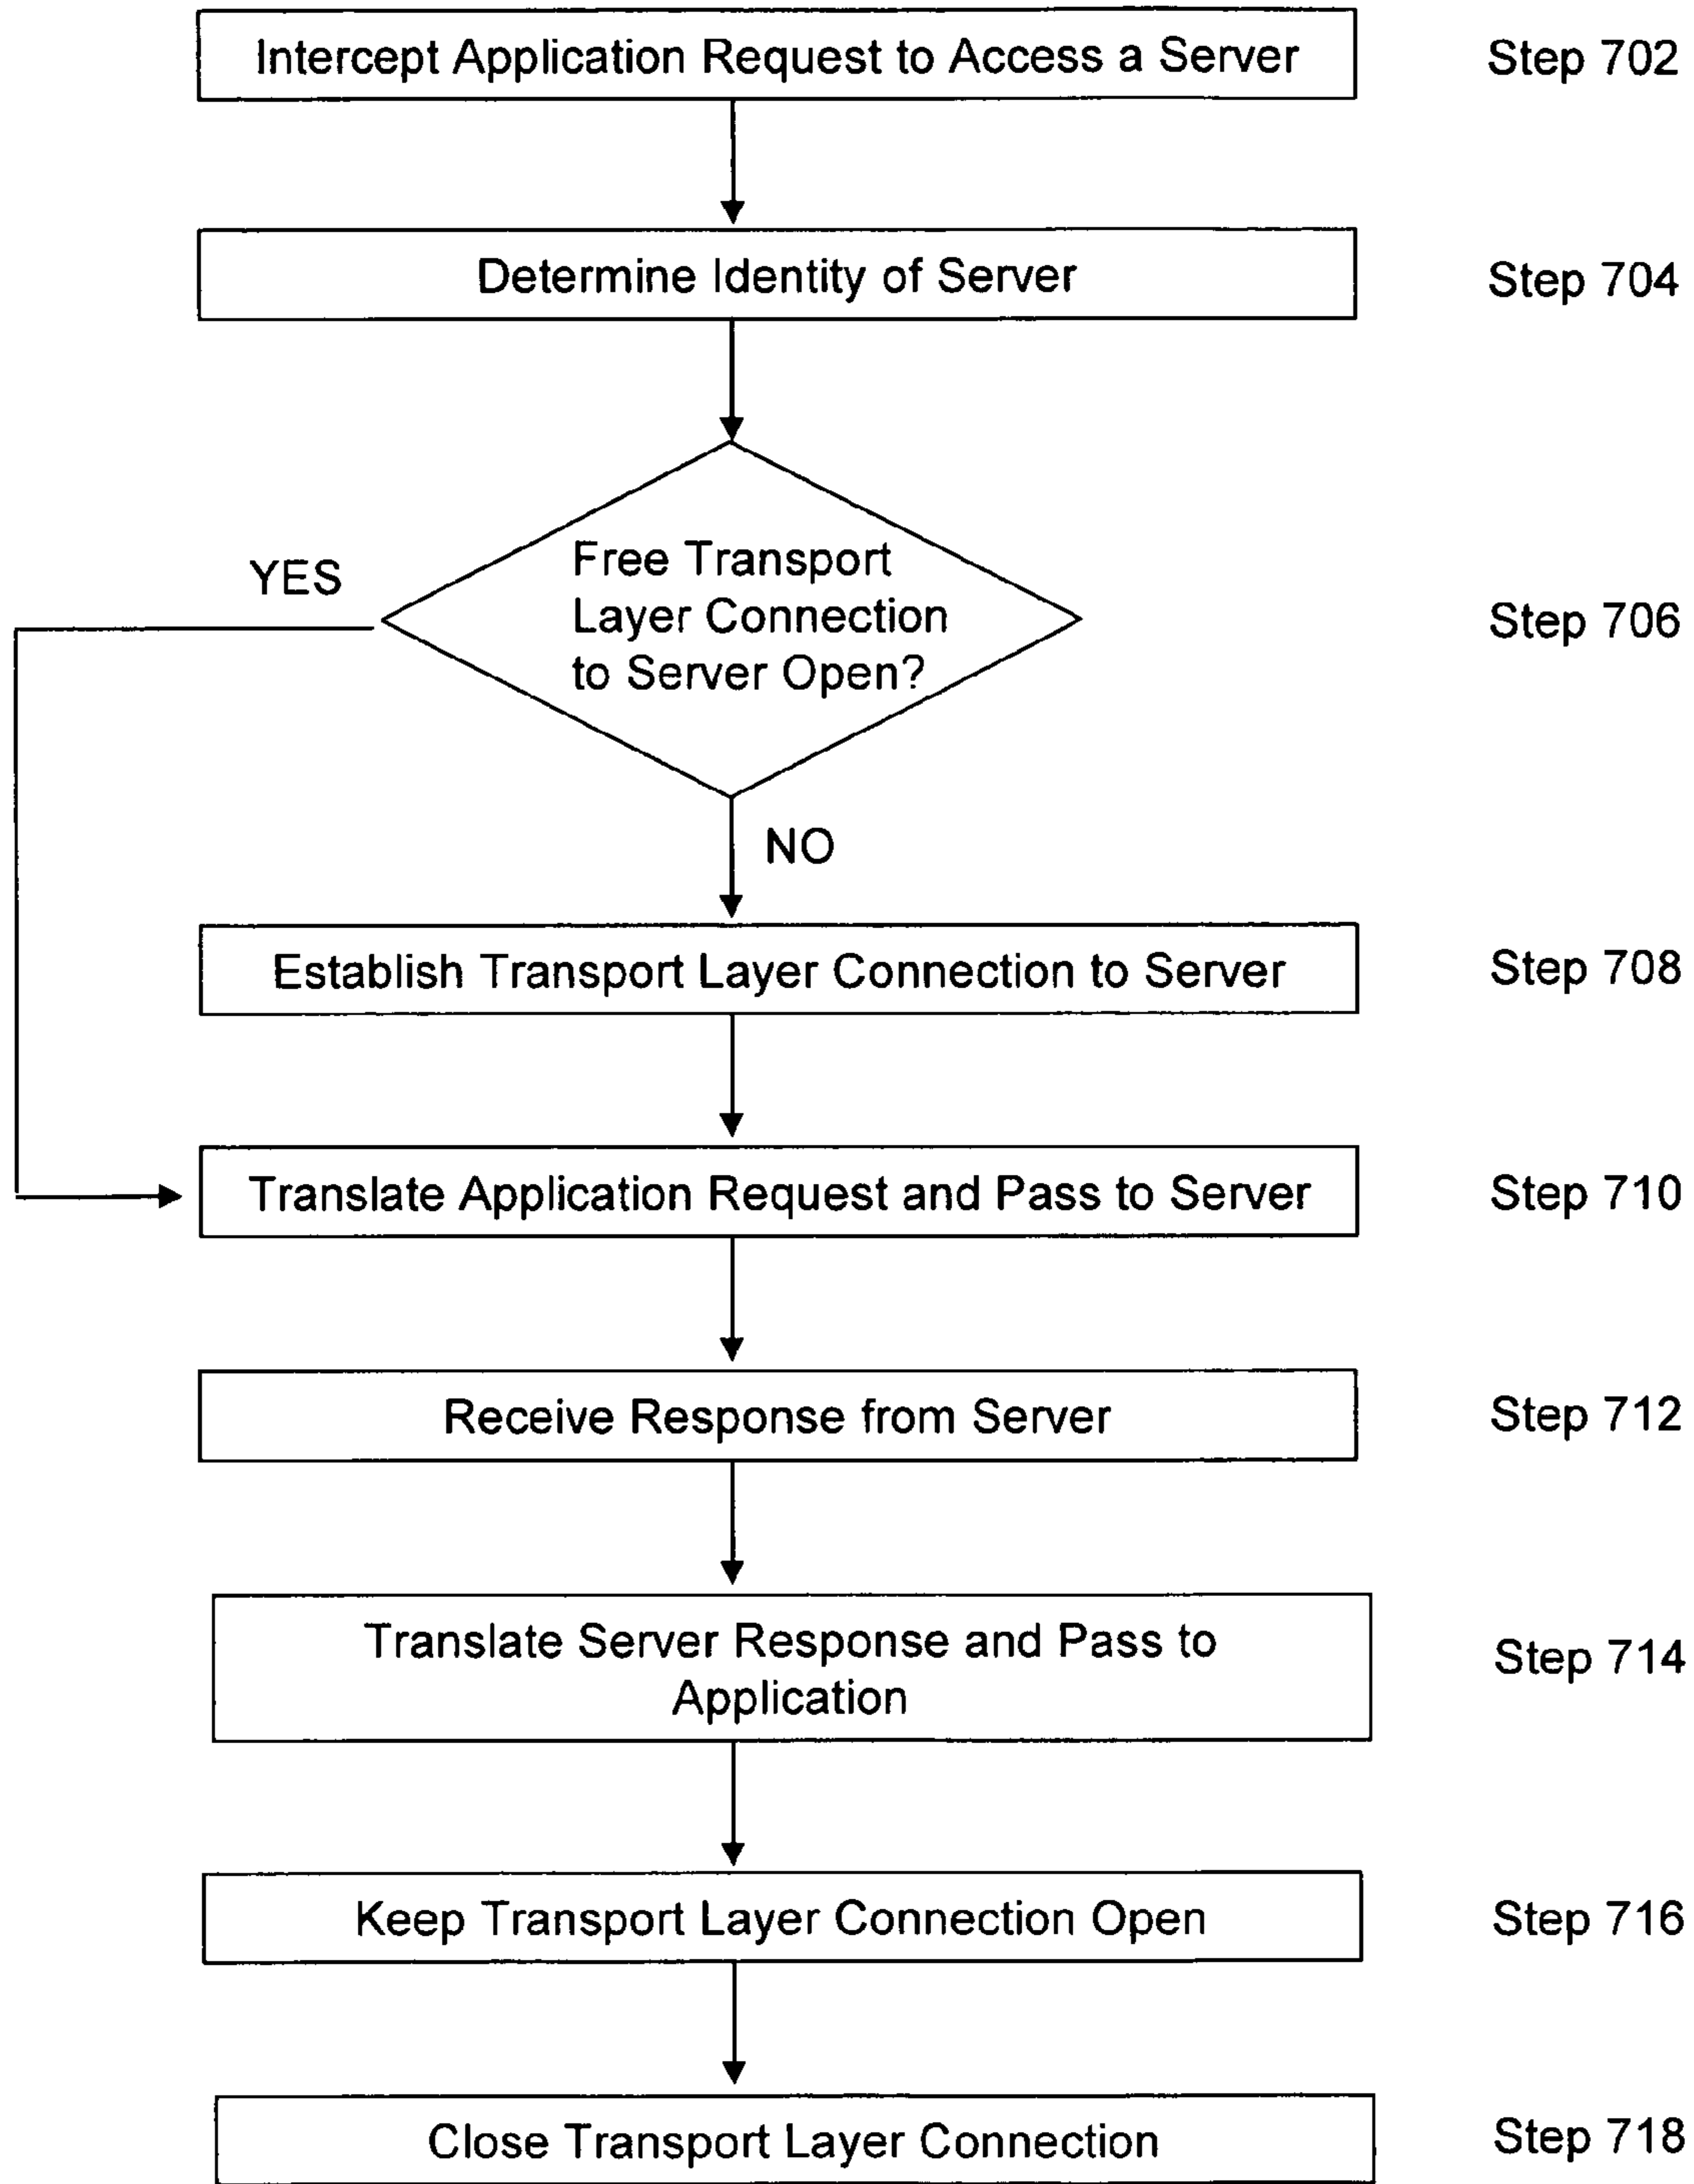 Intercept Application Request to Access a Server
Step 702
Determine Identity of Server
Step 704
YES
Free Transport
Layer Connection
to Server Open?
Step 706
NO
Establish Transport Layer Connection to Server
Step 708
Translate Application Request and Pass to Server
Step 710
Receive Response from Server
Step 712
Translate Server Response and Pass to
Application
Step 714
Keep Transport Layer Connection Open
Step 716
Close Transport Layer Connection
Step 718